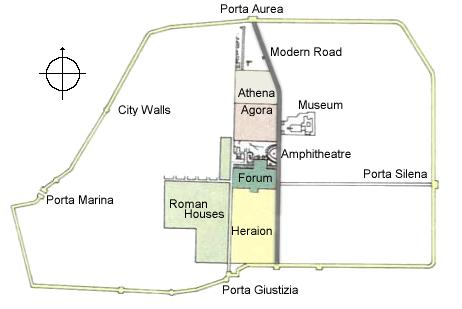 Porta Aurea
Modern Road
Athena
Museum
City Walls
Agora
Amphitheatre
Forum
Porta Silena
Porta Marina
Roman
Houses
Heraion
Porta Giustizia